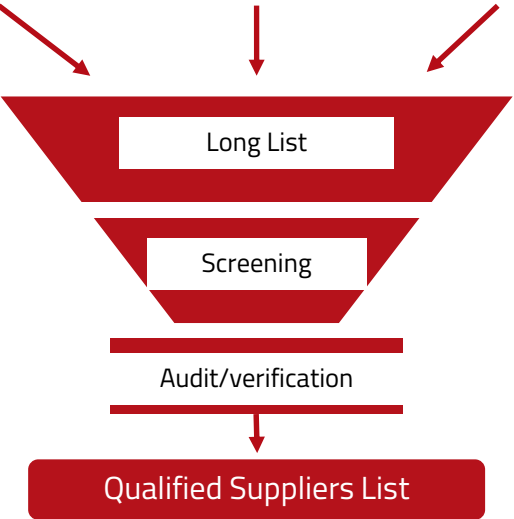 Long List
Screening
Audit/verification
Qualified Suppliers List